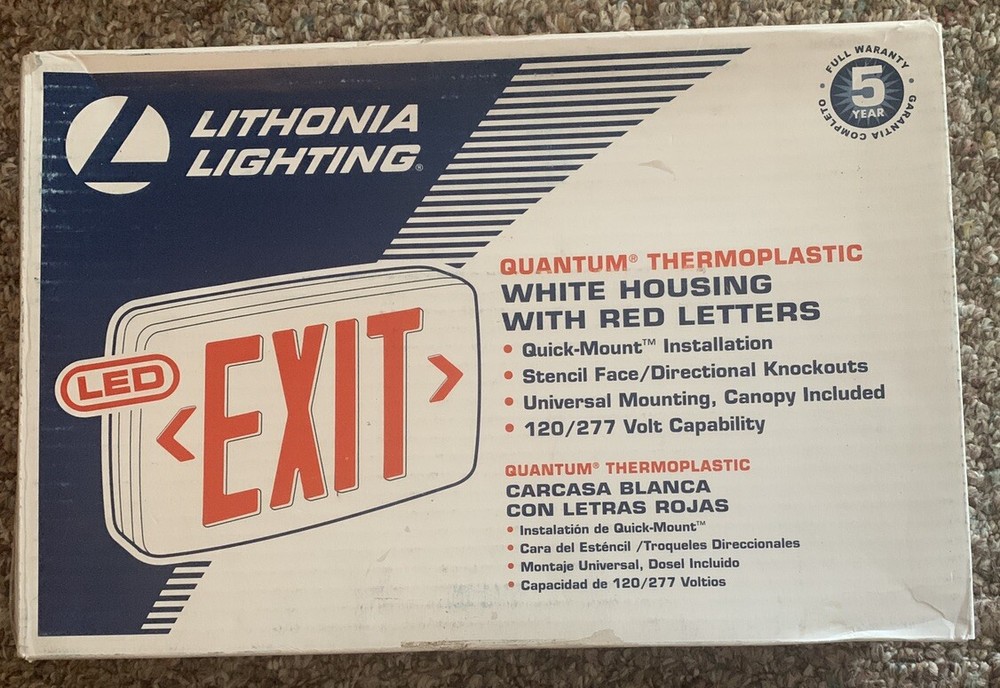 LITHONIA
LIGHTING®
FULL WARANTY
5
YEAR
GARANTIA COMPLETO
LED
EXIT
QUANTUM® THERMOPLASTIC
WHITE HOUSING
WITH RED LETTERS
• Quick-Mount™ Installation
• Stencil Face/Directional Knockouts
• Universal Mounting, Canopy Included
• 120/277 Volt Capability
QUANTUM® THERMOPLASTIC
CARCASA BLANCA
CON LETRAS ROJAS
• Instalatión de Quick-Mount™
• Cara del Esténcil /Troqueles Direccionales
• Montaje Universal, Dosel Incluido
• Capacidad de 120/277 Voltios